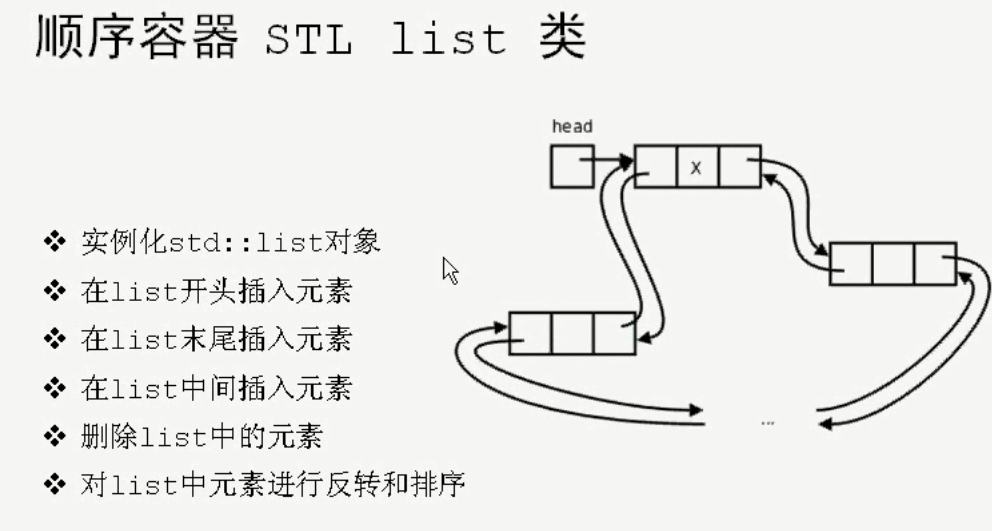 顺序容器 STL list 类
head
X
❖ 实例化std::list对象
❖ 在list开头插入元素
❖ 在list末尾插入元素
❖ 在list中间插入元素
❖ 删除list中的元素
❖ 对list中元素进行反转和排序
...